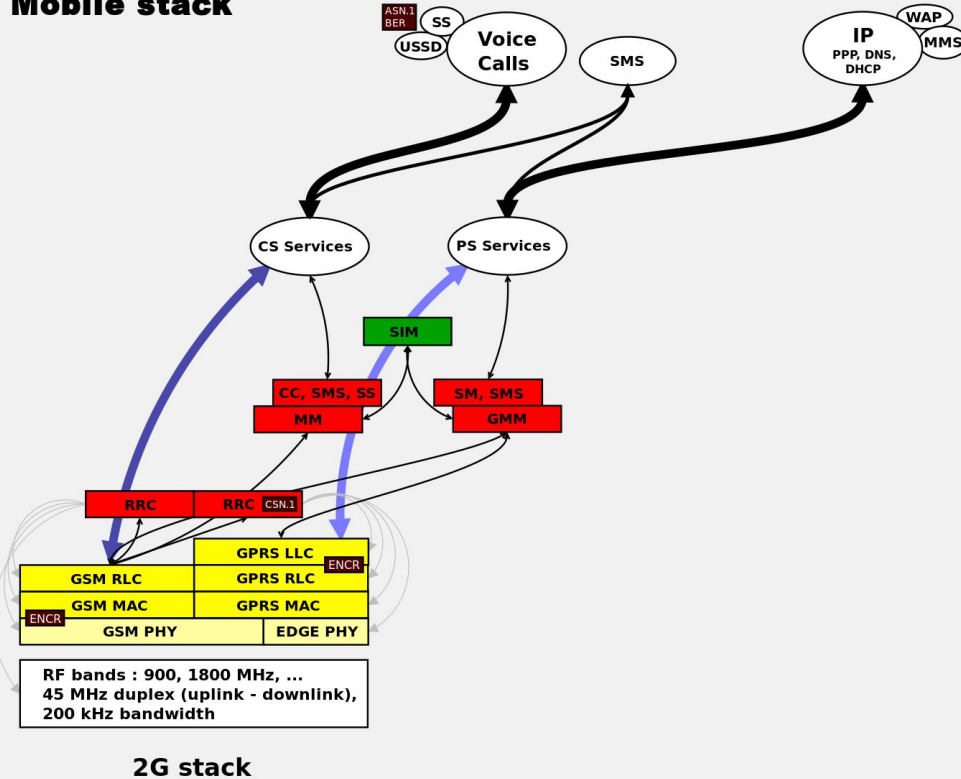 Mobile stack
ASN.1
BER
SS
USSD
Voice
Calls
SMS
IP
PPP, DNS,
DHCP
WAP
MMS
CS Services
PS Services
SIM
CC, SMS, SS
MM
SM, SMS
GMM
RRC
RRC
CSN.1
GPRS LLC
ENCR
GSM RLC
GPRS RLC
GSM MAC
GPRS MAC
ENCR
GSM PHY
EDGE PHY
RF bands : 900, 1800 MHz, ...
45 MHz duplex (uplink - downlink),
200 kHz bandwidth
2G stack